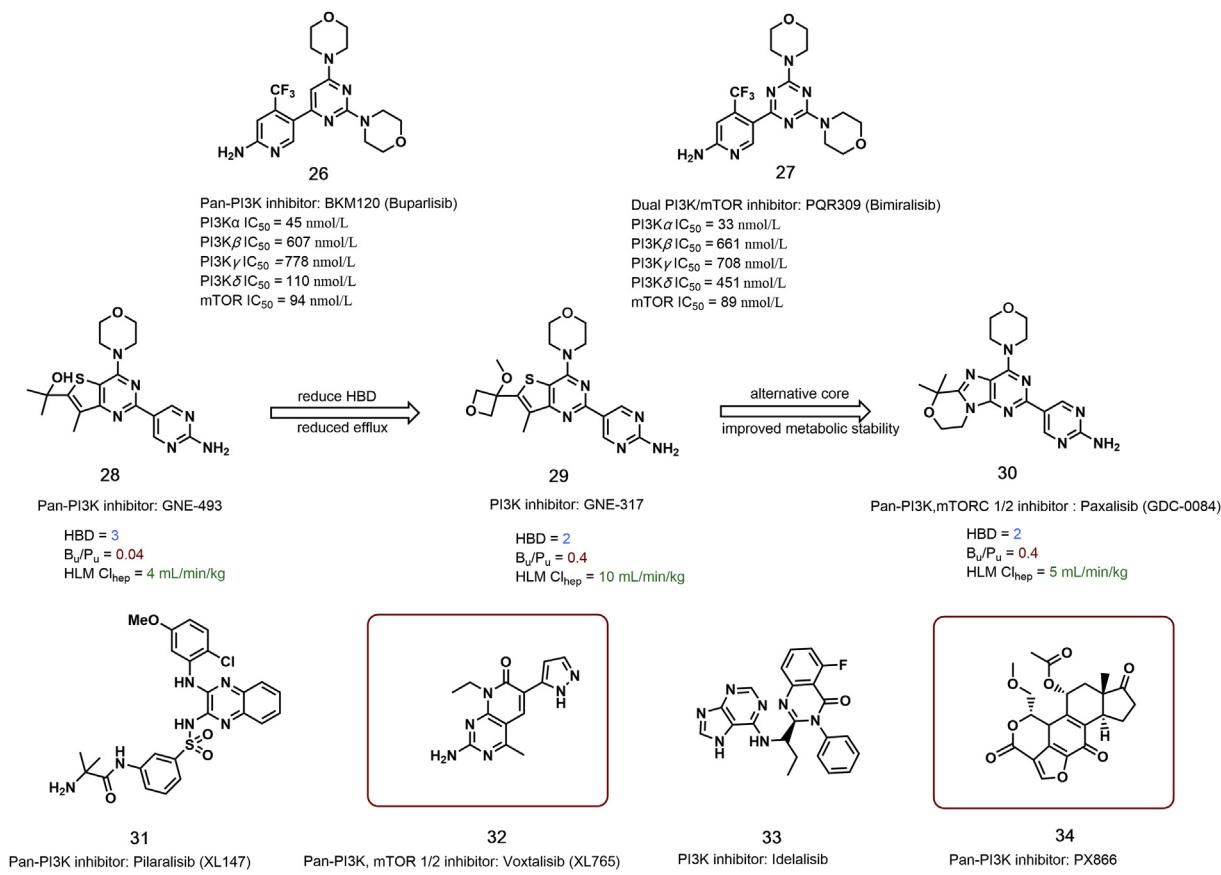 26
27
Pan-PI3K inhibitor: BKM120 (Buparlisib)
PI3Kα IC50 = 45 nmol/L
PI3Kβ IC50 = 607 nmol/L
PI3Kγ IC50 =778 nmol/L
PI3Kδ IC50 = 110 nmol/L
mTOR IC50 = 94 nmol/L
Dual PI3K/mTOR inhibitor: PQR309 (Bimiralisib)
PI3Kα IC50 = 33 nmol/L
PI3Kβ IC50 = 661 nmol/L
PI3Kγ IC50 = 708 nmol/L
PI3Kδ IC50 = 451 nmol/L
mTOR IC50 = 89 nmol/L
reduce HBD
reduced efflux
alternative core
improved metabolic stability
28
29
30
Pan-PI3K inhibitor: GNE-493
HBD = 3
Bu/Pu = 0.04
HLM Clhep = 4 mL/min/kg
PI3K inhibitor: GNE-317
HBD = 2
Bu/Pu = 0.4
HLM Clhep = 10 mL/min/kg
Pan-PI3K,mTORC 1/2 inhibitor : Paxalisib (GDC-0084)
HBD = 2
Bu/Pu = 0.4
HLM Clhep = 5 mL/min/kg
31
32
33
34
Pan-PI3K inhibitor: Pilaralisib (XL147)
Pan-PI3K, mTOR 1/2 inhibitor: Voxtalisib (XL765)
PI3K inhibitor: Idelalisib
Pan-PI3K inhibitor: PX866